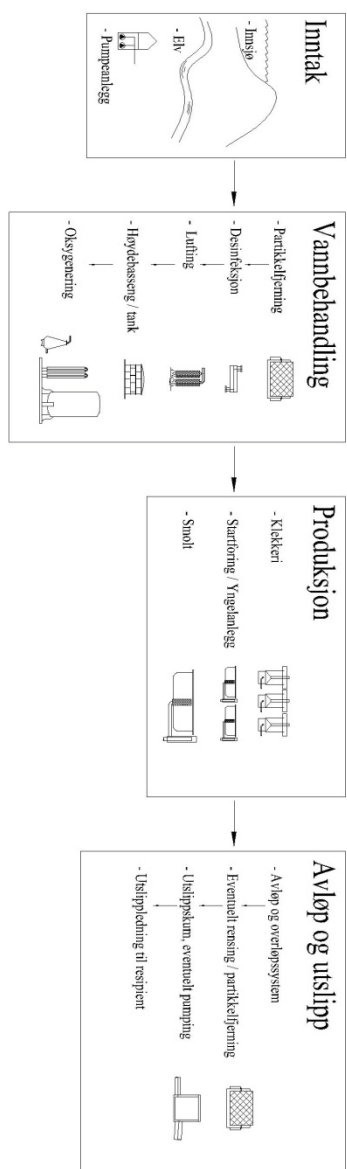 Inntak
- Innsjø
- Elv
- Pumpeanlegg
Vannbehandling
- Partikkelfjerning
- Desinfeksjon
- Lufting
- Høydebasseng / tank
- Oksygenering
Produksjon
- Klekkeri
- Startforing / Yngelanlegg
- Smolt
Avløp og utslipp
- Avløp og overløpssystem
- Eventuelt rensing / partikkelfjerning
- Utslippskum, eventuelt pumping
- Utslippledning til resipient